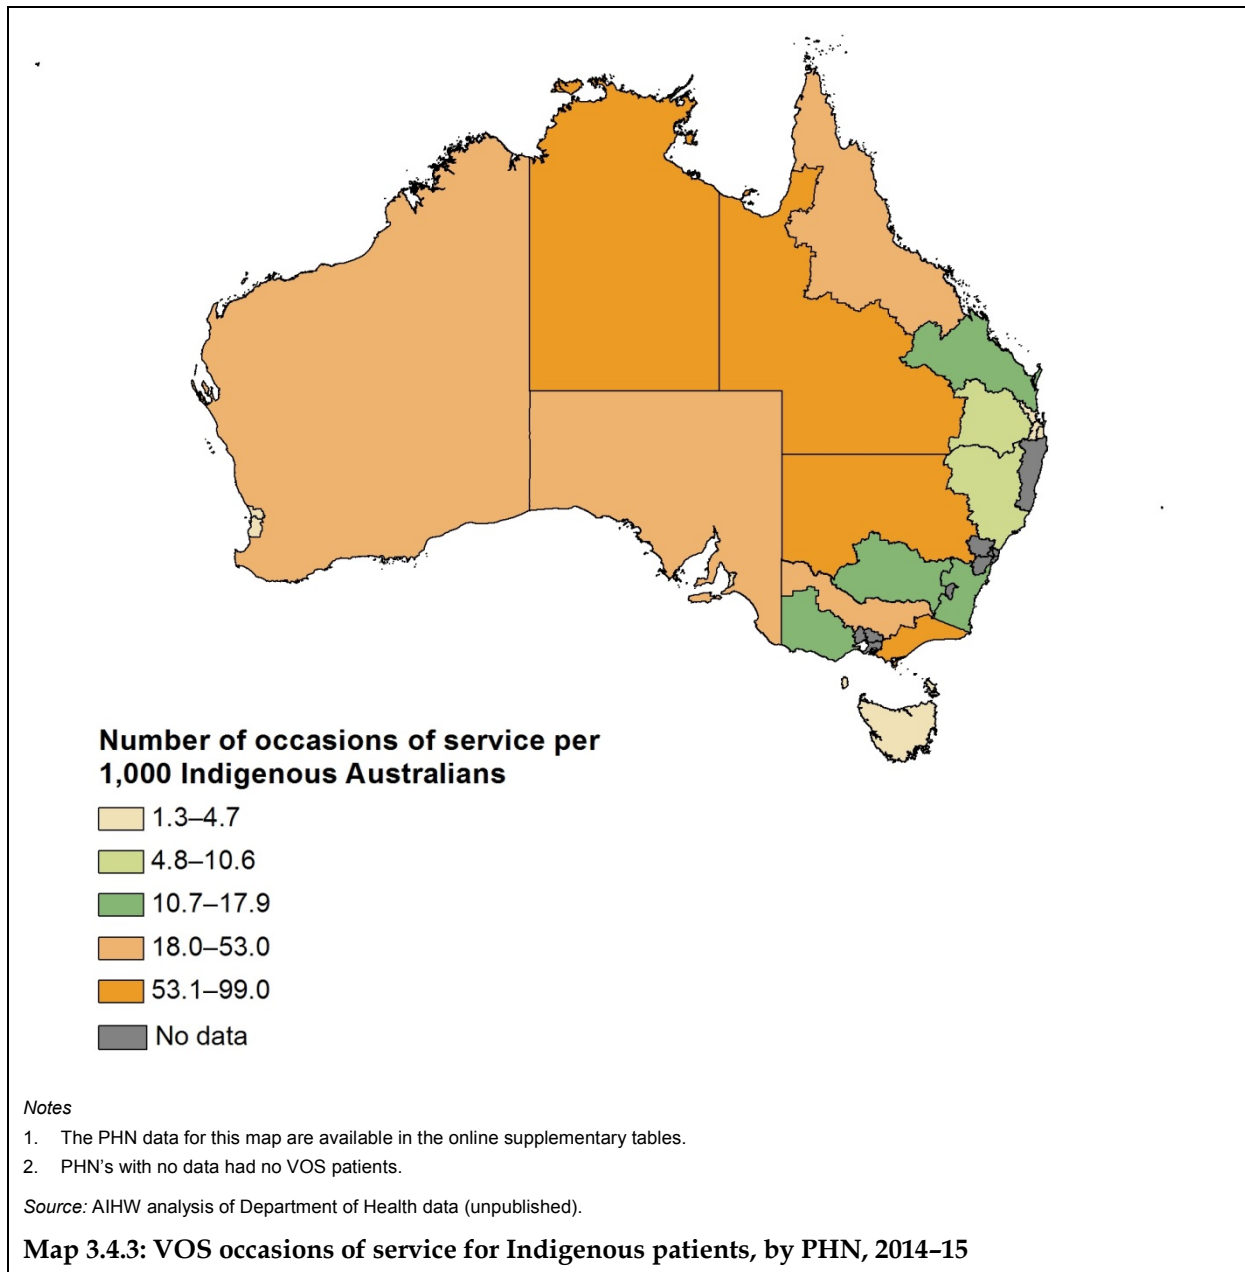 Number of occasions of service per
1,000 Indigenous Australians
1.3–4.7
4.8–10.6
10.7–17.9
18.0–53.0
53.1–99.0
No data
Notes
1. The PHN data for this map are available in the online supplementary tables.
2. PHN's with no data had no VOS patients.
Source: AIHW analysis of Department of Health data (unpublished).
Map 3.4.3: VOS occasions of service for Indigenous patients, by PHN, 2014–15